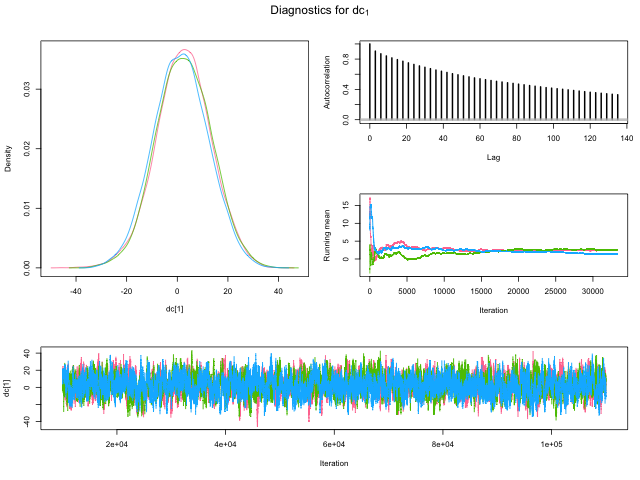 Diagnostics for dc1
Density
0.00 0.01 0.02 0.03
-40 -20 0 20 40
dc[1]
Autocorrelation
0.0 0.4 0.8
0 20 40 60 80 100 120 140
Lag
Running mean
0 5 10 15
0 5000 10000 15000 20000 25000 30000
Iteration
dc[1]
-40 0 20 40
2e+04 4e+04 6e+04 8e+04 1e+05
Iteration